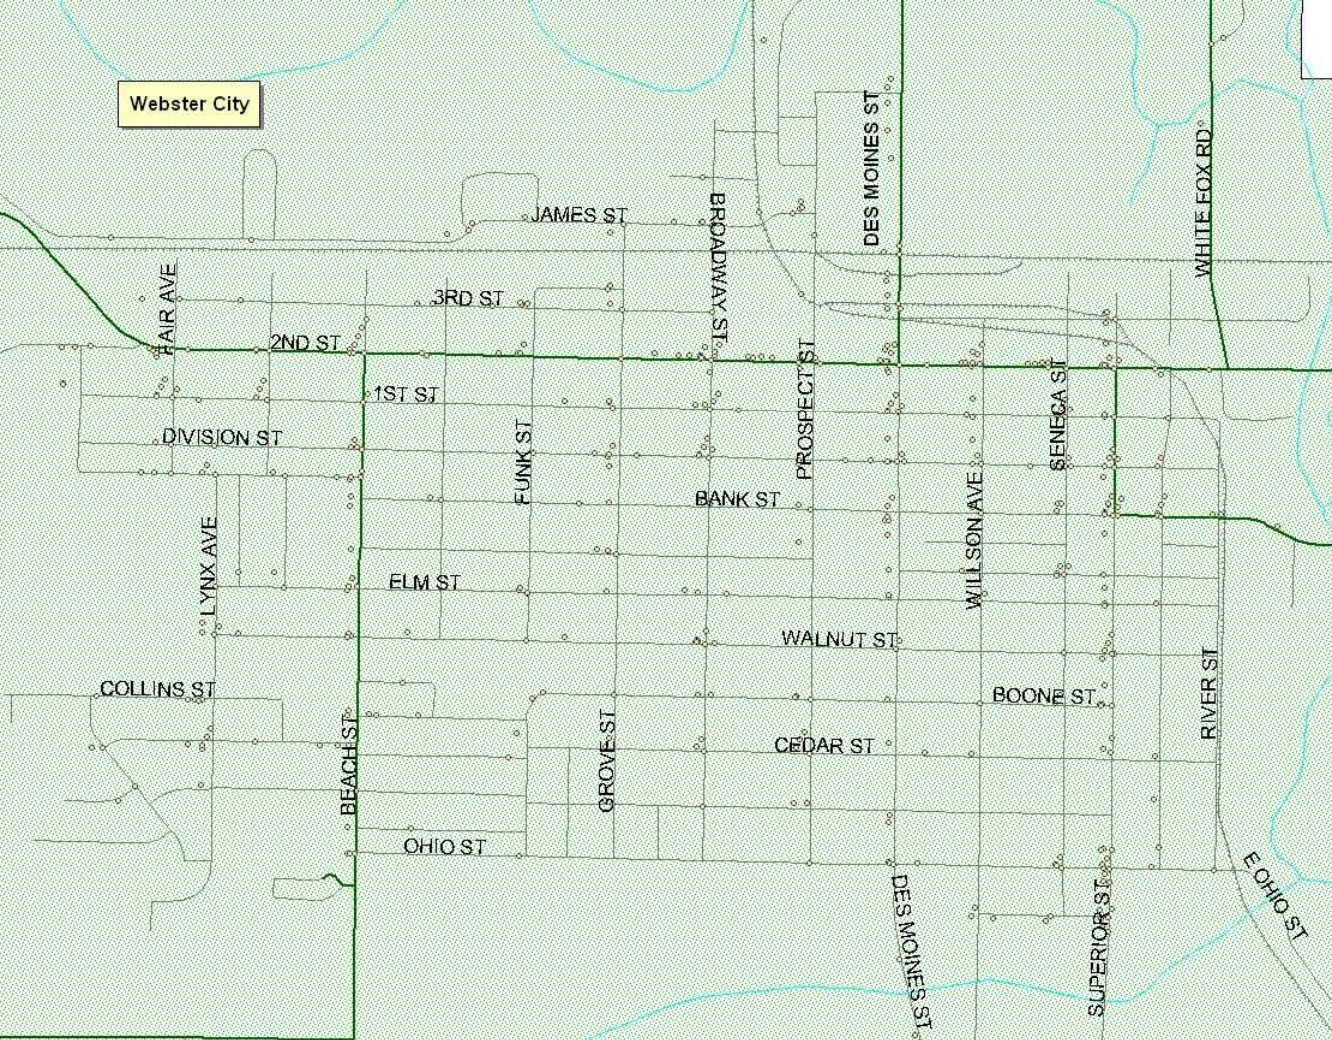 Webster City
DES MOINES ST
WHITE FOX RD
JAMES ST
BROADWAY ST
FAIR AVE
3RD ST
2ND ST
PROSPECT ST
SENECA ST
1ST ST
DIVISION ST
FUNK ST
BANK ST
WILLSON AVE
LYNX AVE
ELM ST
WALNUT ST
RIVER ST
COLLINS ST
BOONE ST
BEACH ST
GROVE ST
CEDAR ST
OHIO ST
E OHIO ST
DES MOINES ST
SUPERIOR ST